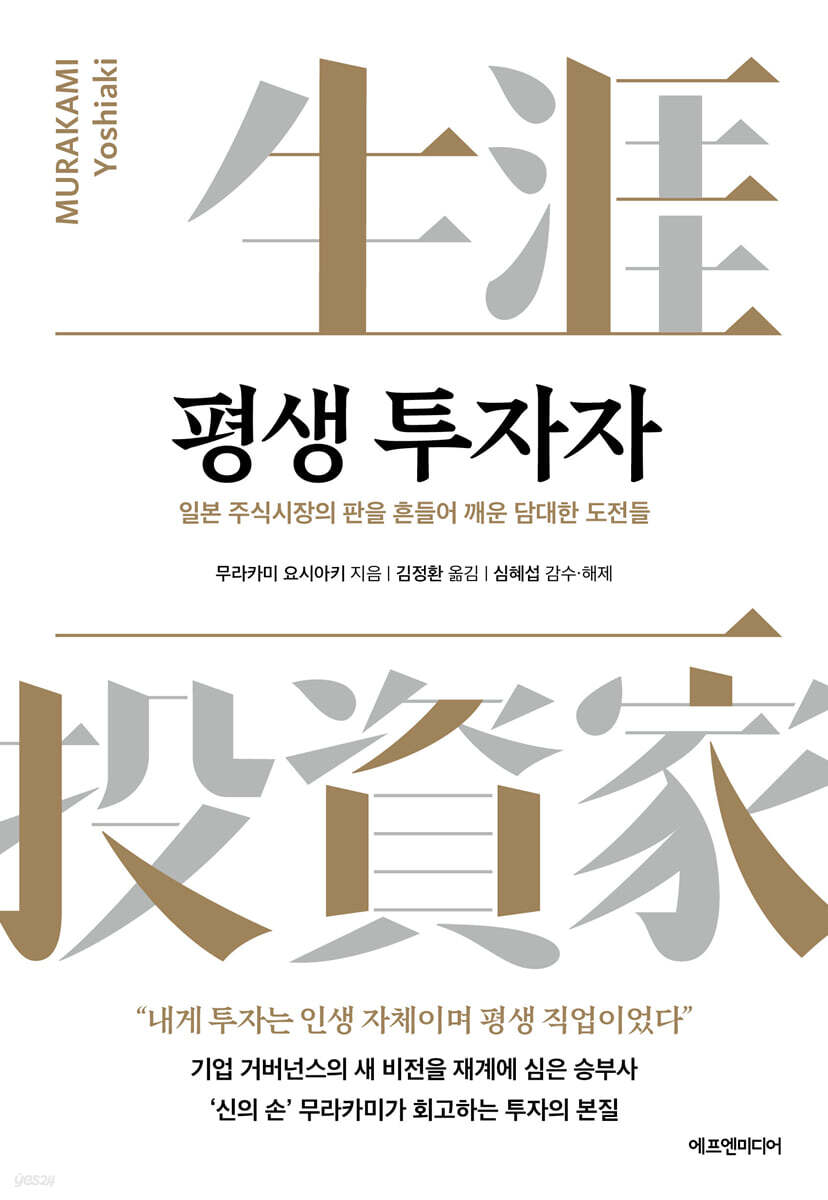 MURAKAMI
Yoshiaki
生涯
평생 투자자
일본 주식시장의 판을 흔들어 깨운 담대한 도전들
무라카미 요시아키 지음 | 김정환 옮김 | 심혜섭 감수·해제
投資家
“내게 투자는 인생 자체이며 평생 직업이었다”
기업 거버넌스의 새 비전을 재계에 심은 승부사
‘신의 손’ 무라카미가 회고하는 투자의 본질
에프엔미디어
yes24